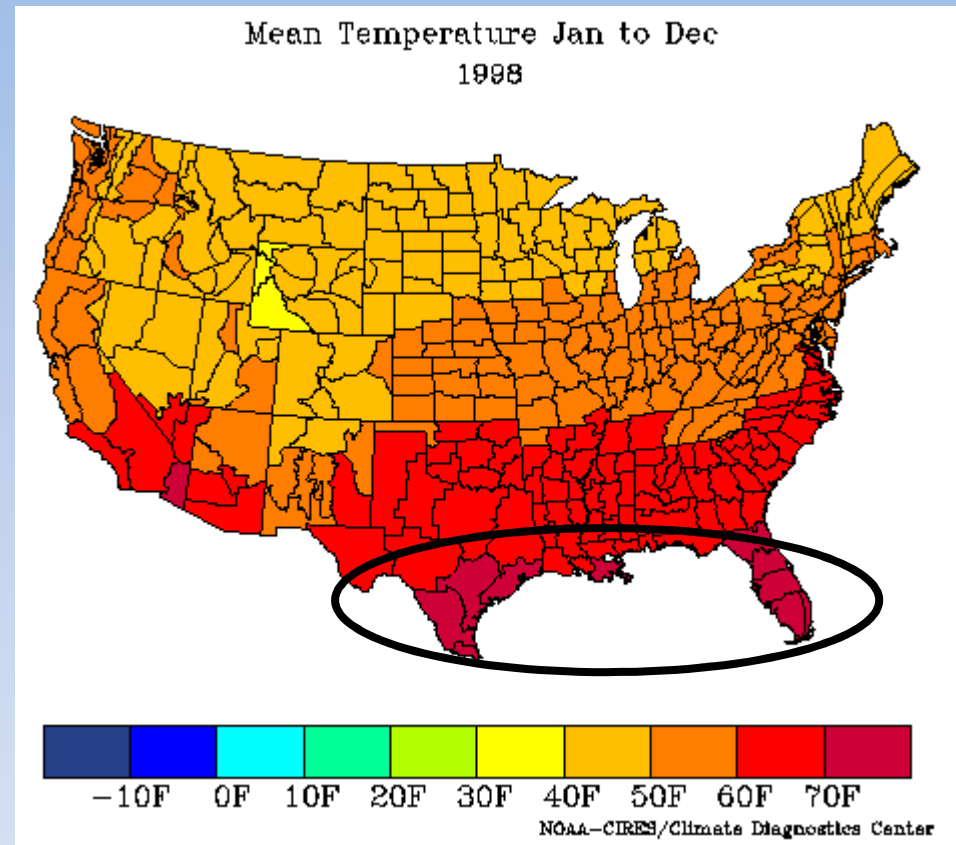 Mean Temperature Jan to Dec
1998
−10F 0F 10F 20F 30F 40F 50F 60F 70F
NOAA−CIRES/Climate Diagnostics Center